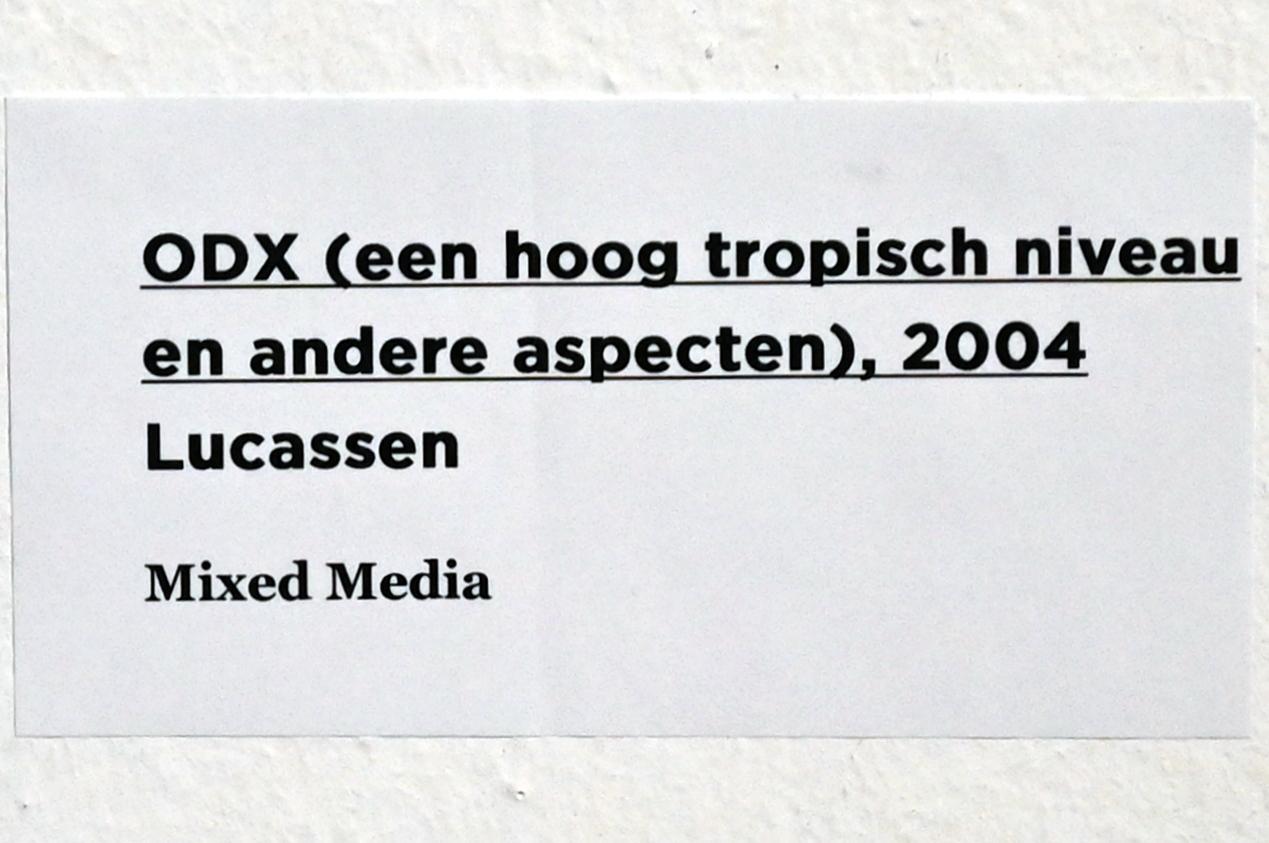 ODX (een hoog tropisch niveau
en andere aspecten), 2004
Lucassen
Mixed Media